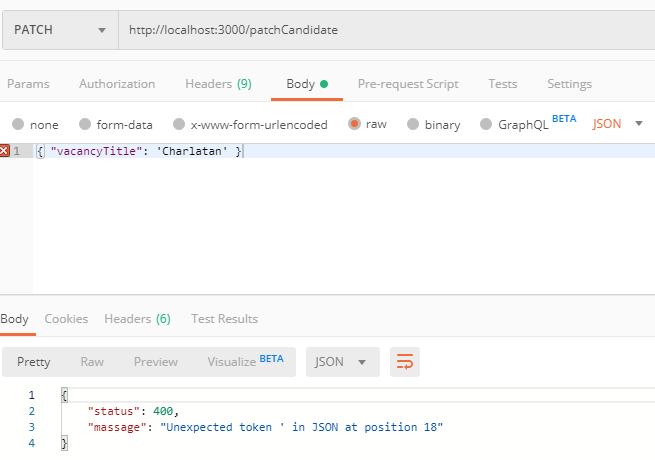 PATCH http://localhost:3000/patchCandidate
Params Authorization Headers (9) Body Pre-request Script Tests Settings
none form-data x-www-form-urlencoded raw binary GraphQL BETA JSON
1 { "vacancyTitle": 'Charlatan' }
Body Cookies Headers (6) Test Results
Pretty Raw Preview Visualize BETA JSON
1 {
2 "status": 400,
3 "massage": "Unexpected token ' in JSON at position 18"
4 }